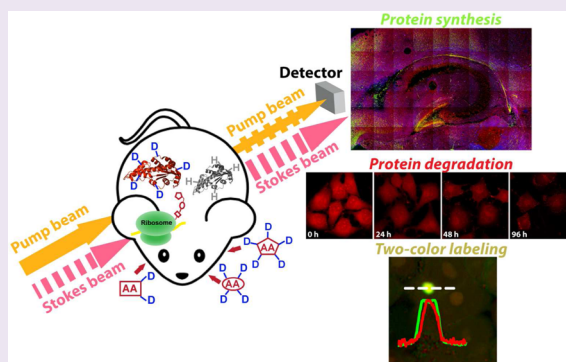 Protein synthesis
Detector
Pump beam
Stokes beam
D
D
D
D
D
H
H
H
H
Ribosome
Pump beam
Stokes beam
AA
D
D
AA
D
D
D
D
AA
D
D
D
D
D
Protein degradation
0 h
24 h
48 h
96 h
Two-color labeling